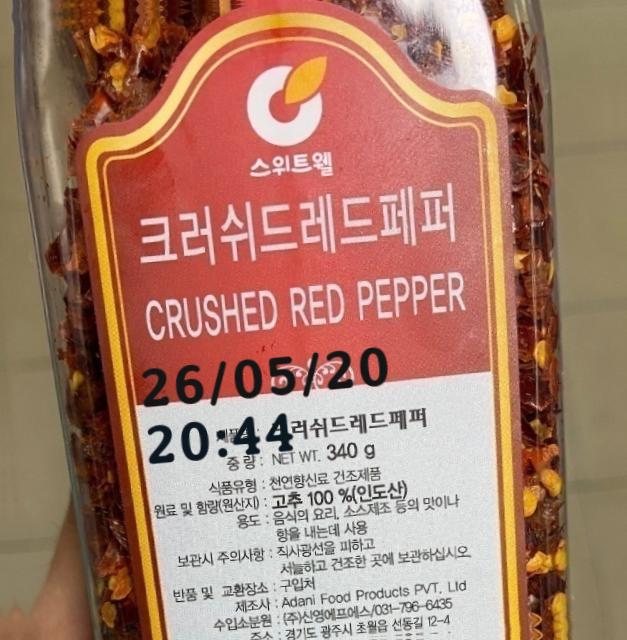 스위트웰
크러쉬드레드페퍼
CRUSHED RED PEPPER
26/05/20
20:44
러쉬드레드페퍼
중 량 : NET WT. 340 g
식품유형 : 천연향신료 건조제품
원료 및 함량(원산지) : 고추 100 %(인도산)
용도 : 음식의 요리, 소스제조 등의 맛이나
향을 내는데 사용
보관시 주의사항 : 직사광선을 피하고
서늘하고 건조한 곳에 보관하십시오
반품 및 교환장소 : 구입처
제조사 : Adani Food Products PVT. Ltd
수입소분원 : (주)신영에프에스/031-796-6435
주소 : 경기도 광주시 초월읍 선동길 12-4